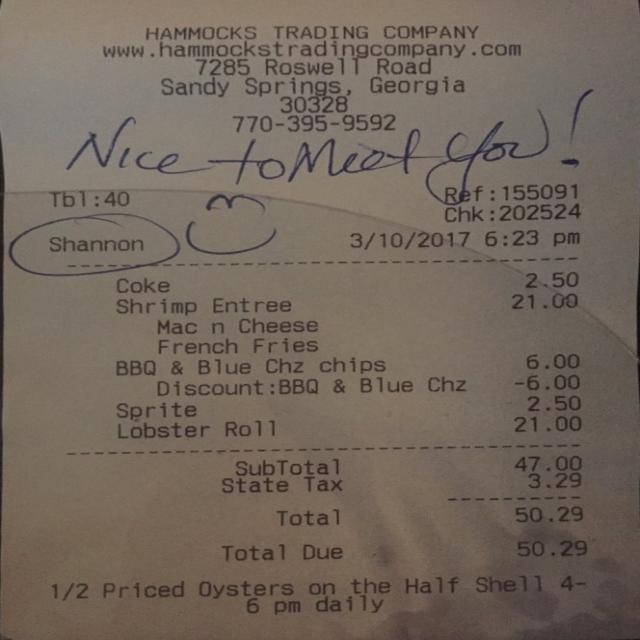 HAMMOCKS TRADING COMPANY
www.hammockstradingcompany.com
7285 Roswell Road
Sandy Springs, Georgia
30328
770-395-9592
Nice to Meet You!
Tbl:40 Ref:155091
Chk:202524
Shannon 3/10/2017 6:23 pm
Coke 2.50
Shrimp Entree 21.00
Mac n Cheese
French Fries
BBQ & Blue Chz chips 6.00
Discount:BBQ & Blue Chz -6.00
Sprite 2.50
Lobster Roll 21.00
SubTotal 47.00
State Tax 3.29
Total 50.29
Total Due 50.29
1/2 Priced Oysters on the Half Shell 4-
6 pm daily